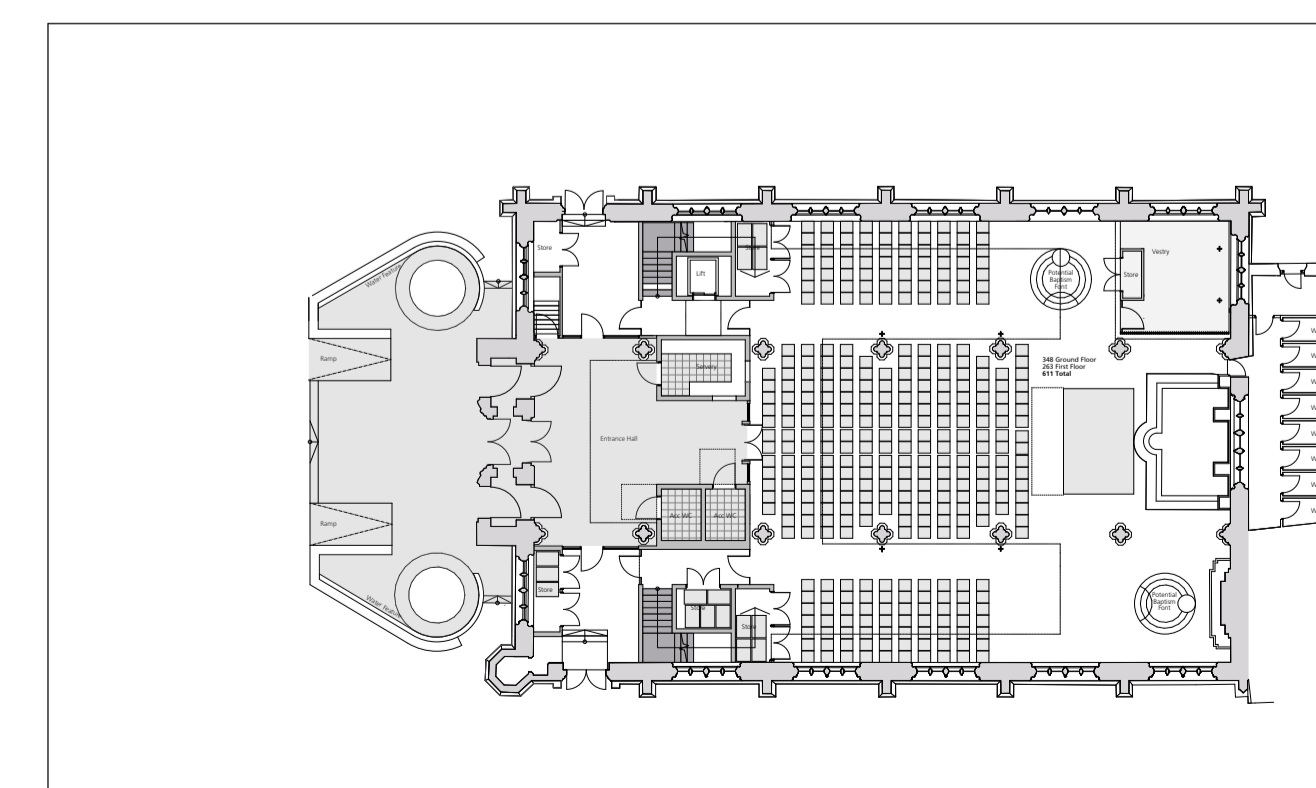 Store
Store
Vestry
Water Feature
Lift
Potential
Baptism
Font
Store
Ramp
Servery
348 Ground Floor
263 First Floor
611 Total
Entrance Hall
Ramp
Acc WC
Acc WC
Store
Water Feature
Store
Store
Potential
Baptism
Font